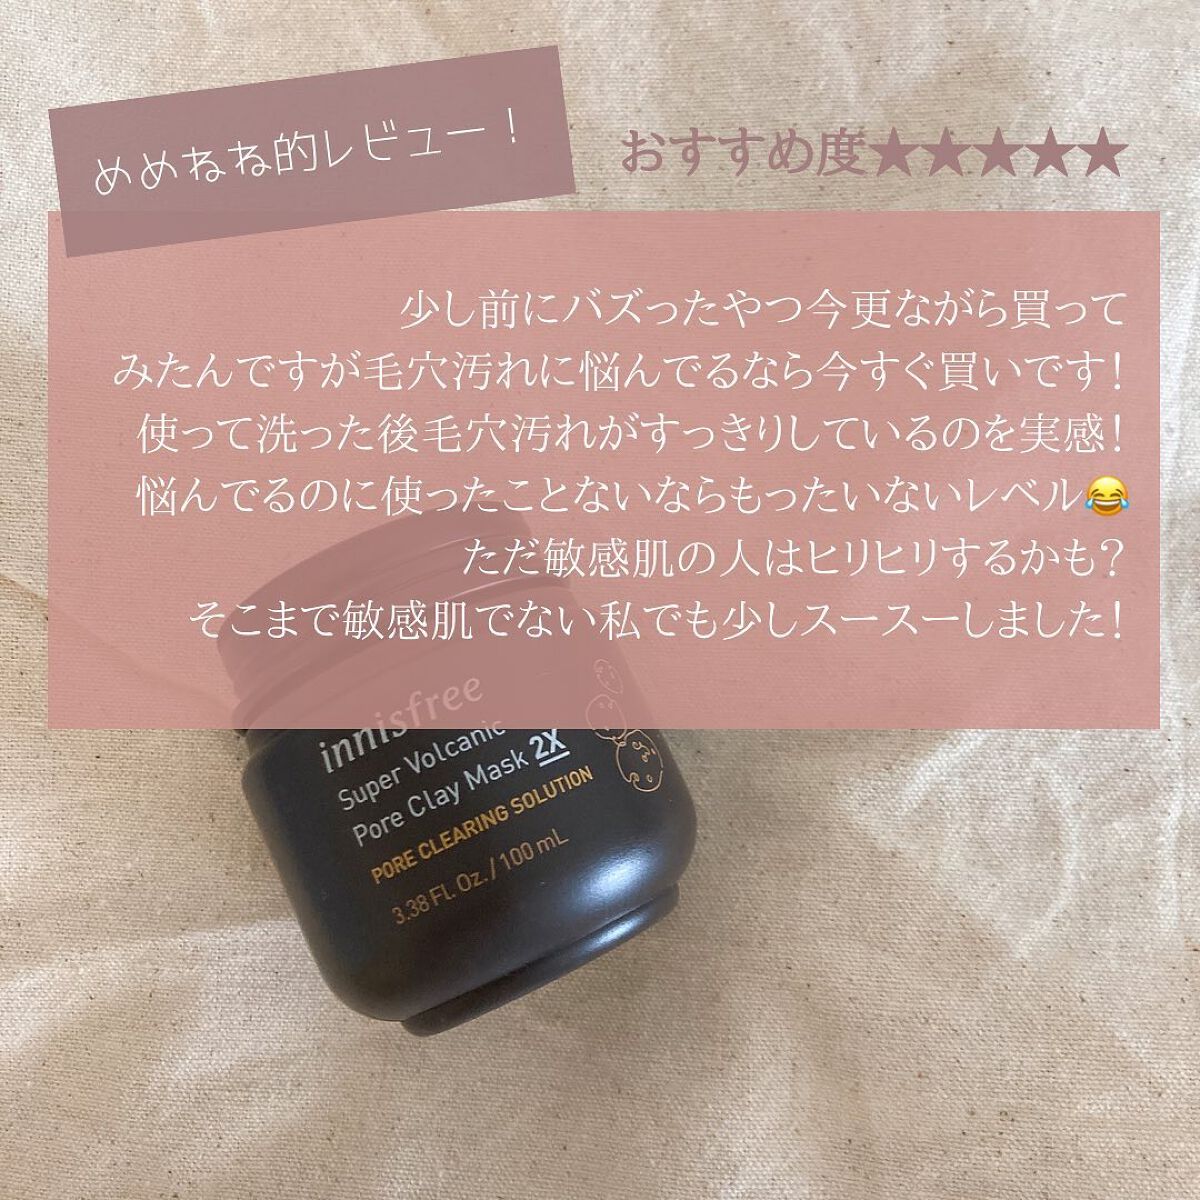 めめねね的レビュー！
おすすめ度★★★★★
少し前にバズったやつ今更ながら買って
みたんですが毛穴汚れに悩んでるなら今すぐ買いです！
使って洗った後毛穴汚れがすっきりしているのを実感！
悩んでるのに使ったことないならもったいないレベル😂
ただ敏感肌の人はヒリヒリするかも？
そこまで敏感肌でない私でも少しスースーしました！
innisfree
Super Volcanic
Pore Clay Mask 2X
PORE CLEARING SOLUTION
3.38 Fl. Oz. / 100 mL